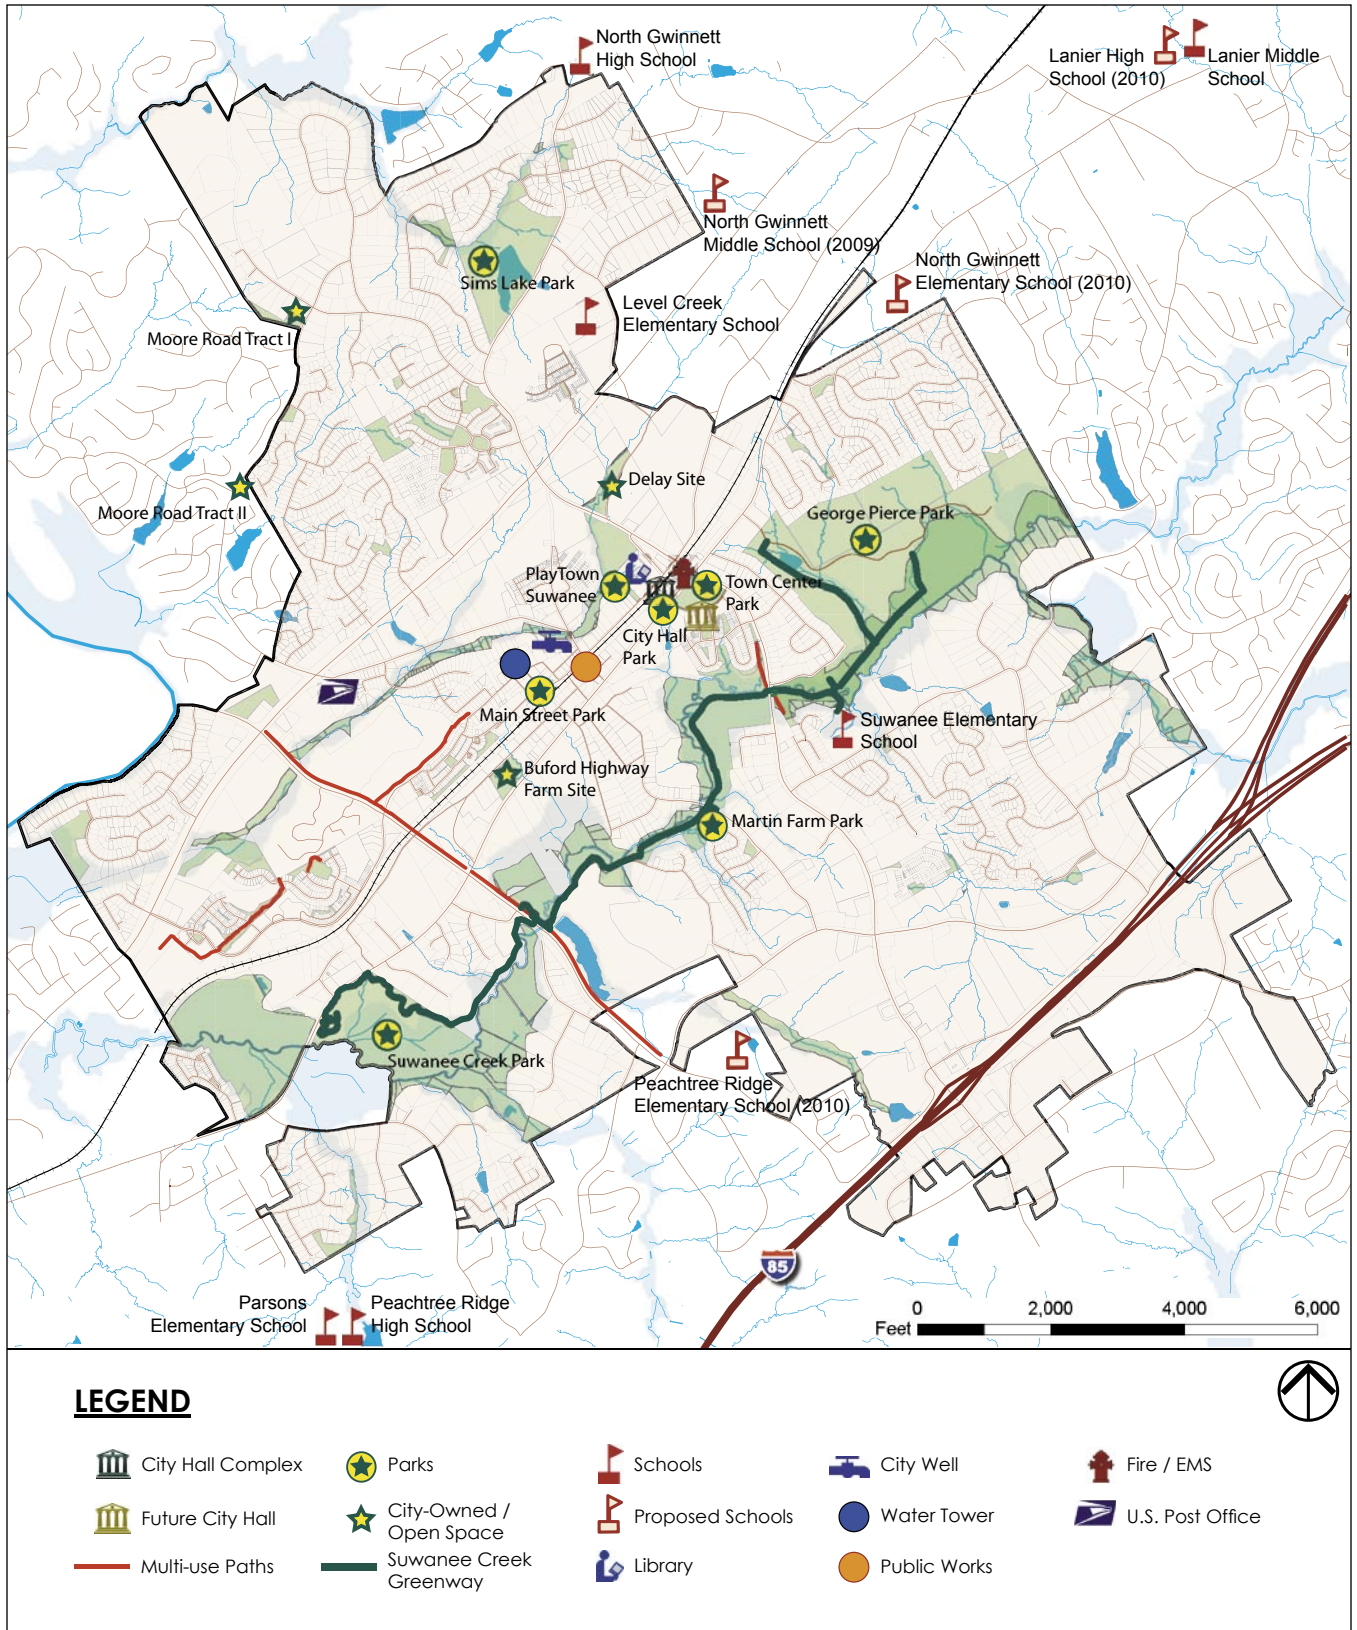 North Gwinnett
High School
Lanier High
School (2010)
Lanier Middle
School
North Gwinnett
Middle School (2009)
North Gwinnett
Elementary School (2010)
Sims Lake Park
Level Creek
Elementary School
Moore Road Tract I
Delay Site
Moore Road Tract II
George Pierce Park
PlayTown
Suwanee
Town Center
Park
City Hall
Park
Main Street Park
Suwanee Elementary
School
Buford Highway
Farm Site
Martin Farm Park
Suwanee Creek Park
Peachtree Ridge
Elementary School (2010)
85
Parsons
Elementary School
Peachtree Ridge
High School
0 2,000 4,000 6,000
Feet
LEGEND
City Hall Complex
Parks
Schools
City Well
Fire / EMS
Future City Hall
City-Owned /
Open Space
Proposed Schools
Water Tower
U.S. Post Office
Multi-use Paths
Suwanee Creek
Greenway
Library
Public Works